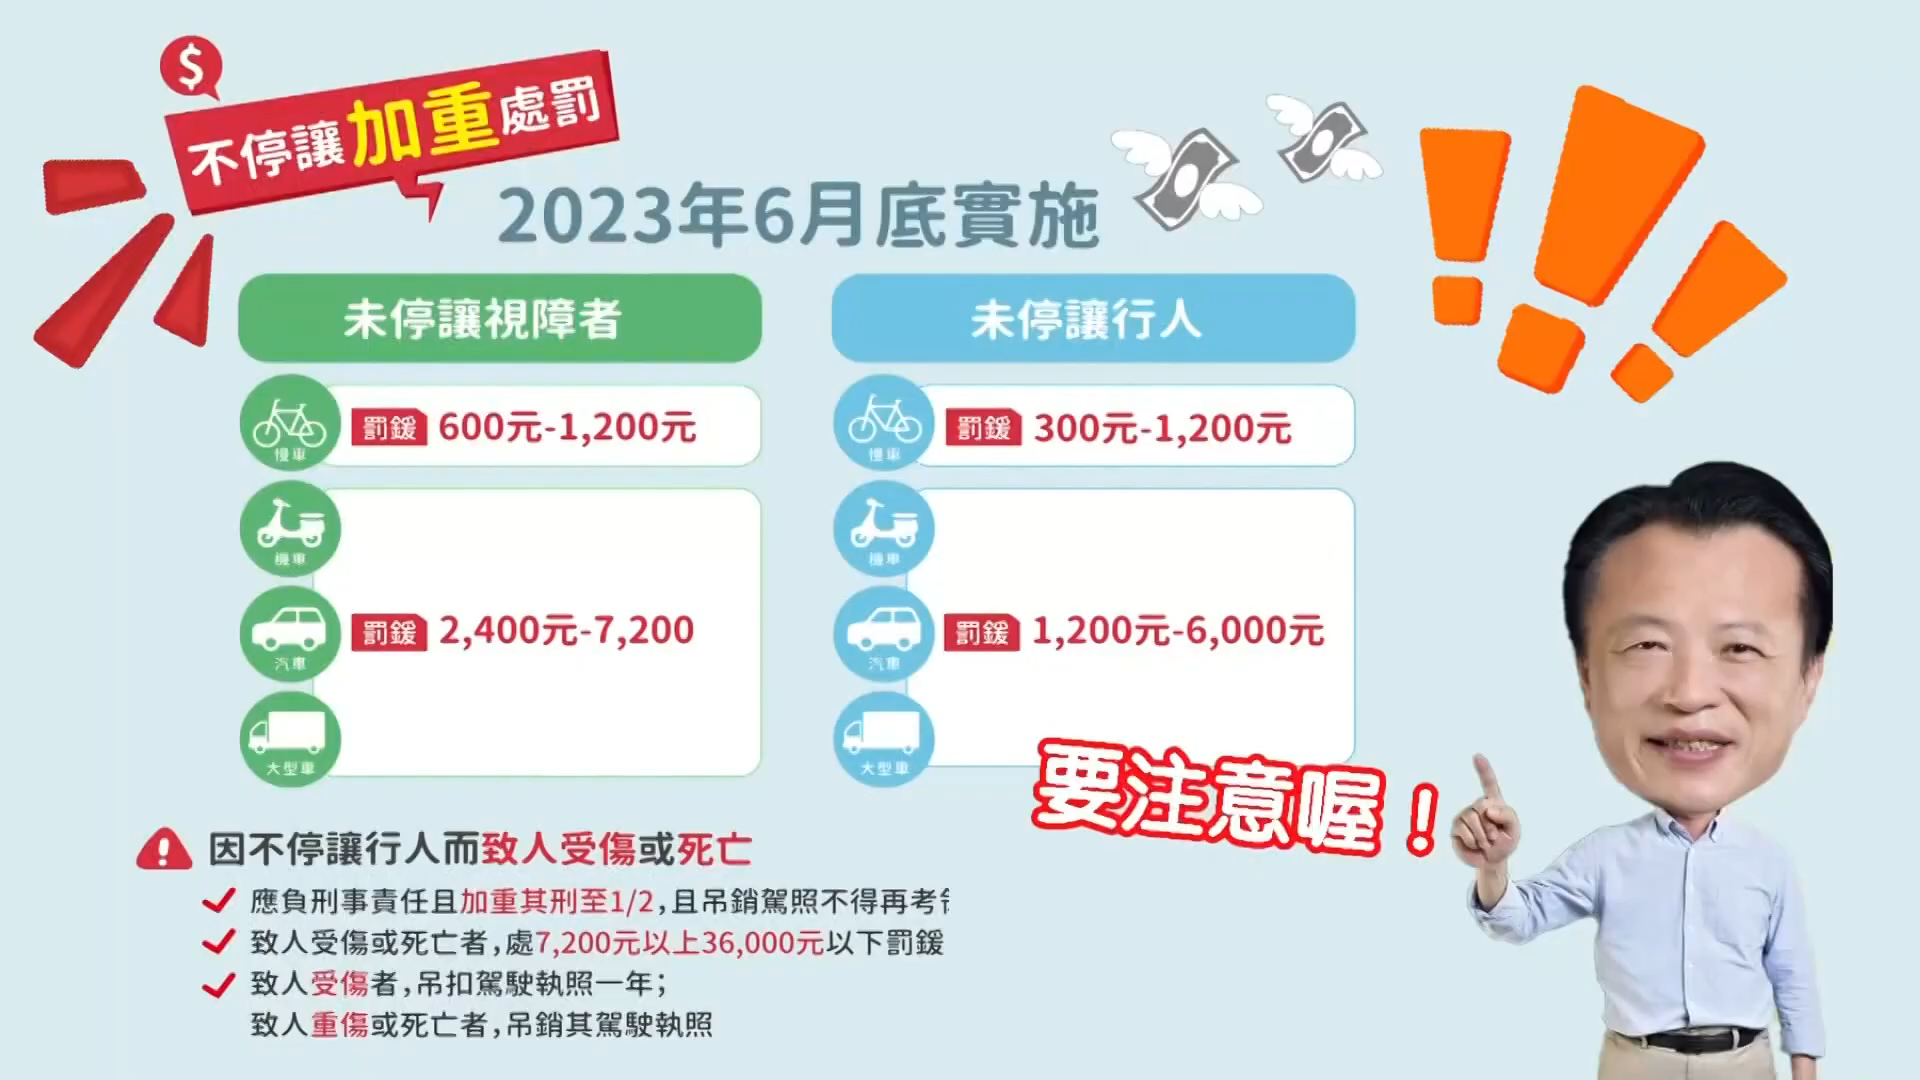 $
不停讓加重處罰
2023年6月底實施
未停讓視障者
慢車
罰鍰 600元-1,200元
機車
汽車
罰鍰 2,400元-7,200
大型車
未停讓行人
慢車
罰鍰 300元-1,200元
機車
汽車
罰鍰 1,200元-6,000元
大型車
要注意喔！
因不停讓行人而致人受傷或死亡
應負刑事責任且加重其刑至1/2，且吊銷駕照不得再考
致人受傷或死亡者，處7,200元以上36,000元以下罰鍰
致人受傷者，吊扣駕駛執照一年；
致人重傷或死亡者，吊銷其駕駛執照